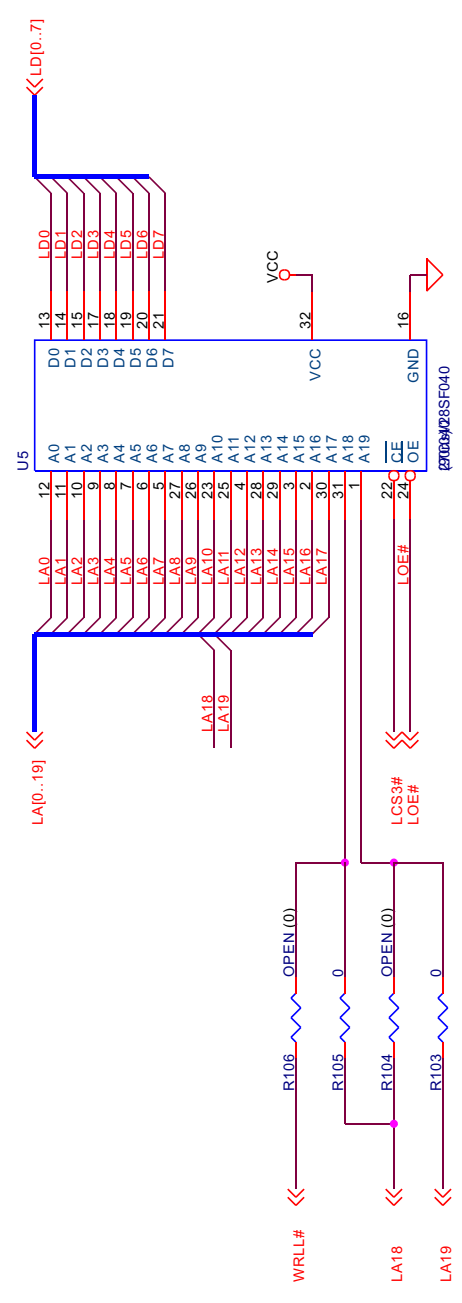 LD[0..7]
LD0
LD1
LD2
LD3
LD4
LD5
LD6
LD7
VCC
13
14
15
17
18
19
20
21
32
16
D0
D1
D2
D3
D4
D5
D6
D7
VCC
GND
U5
A0
A1
A2
A3
A4
A5
A6
A7
A8
A9
A10
A11
A12
A13
A14
A15
A16
A17
A18
A19
CE
OE
12
11
10
9
8
7
6
5
27
26
23
25
4
28
29
3
2
30
31
1
22
24
LA0
LA1
LA2
LA3
LA4
LA5
LA6
LA7
LA8
LA9
LA10
LA11
LA12
LA13
LA14
LA15
LA16
LA17
LOE#
LA18
LA19
LA[0..19]
LCS3#
LOE#
OPEN (0)
0
OPEN (0)
0
R106
R105
R104
R103
WRLL#
LA18
LA19